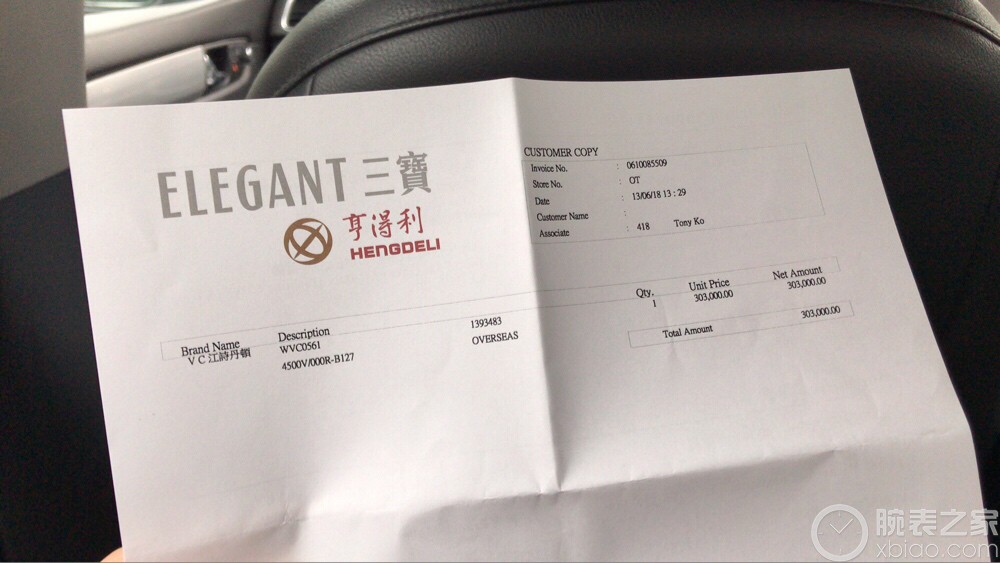 ELEGANT 三寶
亨得利
HENGDELI
CUSTOMER COPY
Invoice No. : 0610085509
Store No. : OT
Date : 13/06/18 13 : 29
Customer Name :
Associate : 418 Tony Ko
Brand Name Description Qty. Unit Price Net Amount
V C 江詩丹頓 WVC0561 1393483 1 303,000.00 303,000.00
4500V/000R-B127 OVERSEAS
Total Amount 303,000.00
腕表之家
xbiao.com